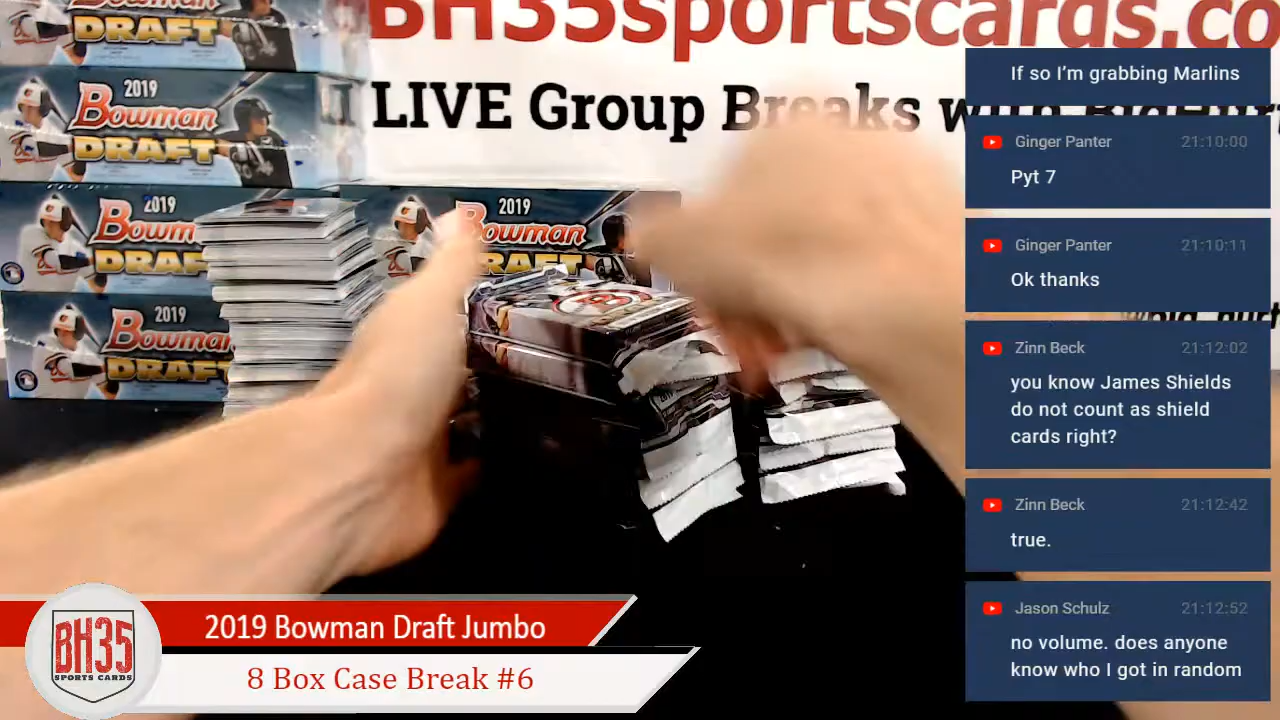 BH35sportscards.co
LIVE Group Breaks
Bowman
DRAFT
2019
Bowman
DRAFT
2019
Bowman
DRAFT
2019
Bowman
DRAFT
2019
Bowman
DRAFT
If so I'm grabbing Marlins
Ginger Panter 21:10:00
Pyt 7
Ginger Panter 21:10:11
Ok thanks
Zinn Beck 21:12:02
you know James Shields
do not count as shield
cards right?
Zinn Beck 21:12:42
true.
Jason Schulz 21:12:52
no volume. does anyone
know who I got in random
BH35
SPORTS CARDS
2019 Bowman Draft Jumbo
8 Box Case Break #6